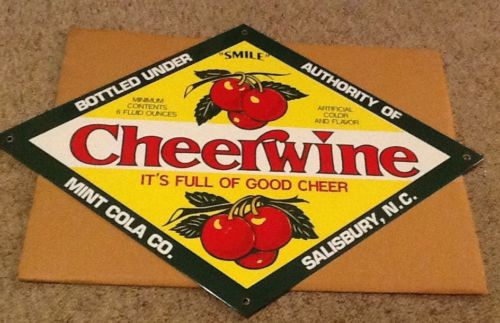 BOTTLED UNDER
AUTHORITY OF
"SMILE"
MINIMUM
CONTENTS
6 FLUID OUNCES
ARTIFICIAL
COLOR
AND FLAVOR
Cheerwine
IT'S FULL OF GOOD CHEER
MINT COLA CO.
SALISBURY, N.C.